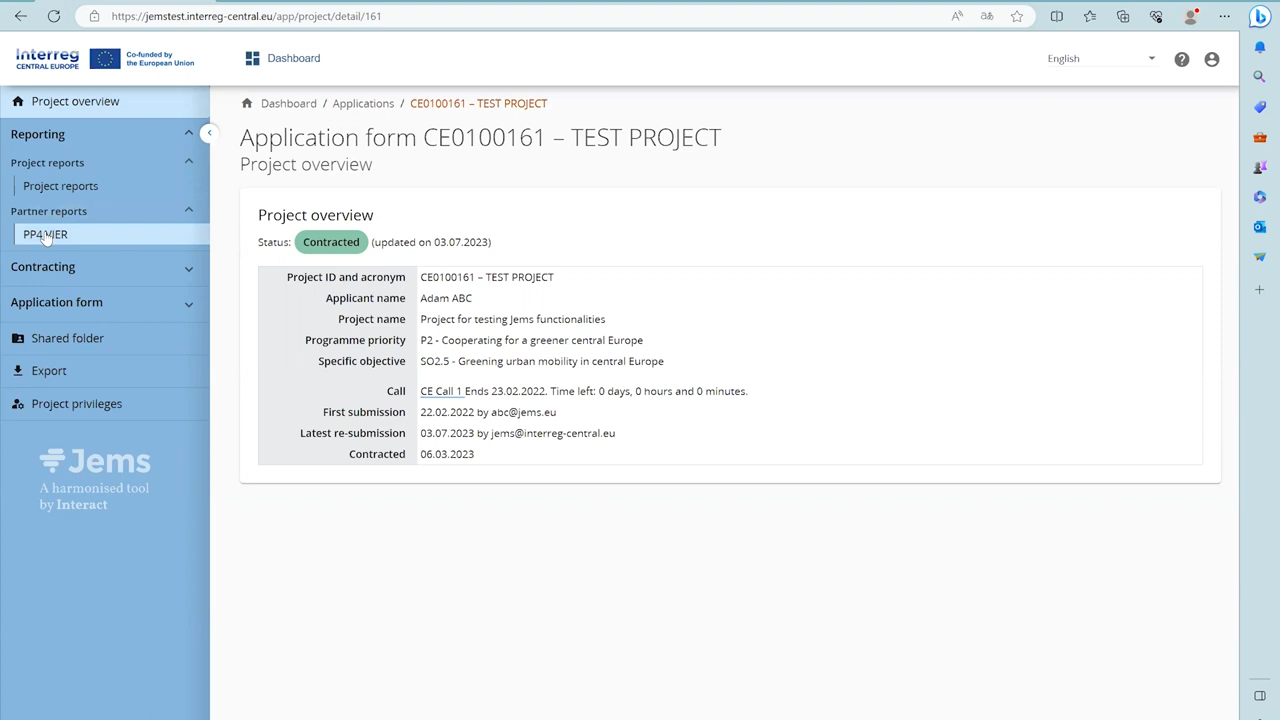 https://jemstest.interreg-central.eu/app/project/detail/161
Interreg
CENTRAL EUROPE
Co-funded by
the European Union
Dashboard
English
Project overview
Reporting
Project reports
Project reports
Partner reports
Contracting
Application form
Shared folder
Export
Project privileges
Jems
A harmonised tool
by Interact
Dashboard / Applications / CE0100161 – TEST PROJECT
Application form CE0100161 – TEST PROJECT
Project overview
Project overview
Status: Contracted (updated on 03.07.2023)
Project ID and acronym CE0100161 – TEST PROJECT
Applicant name Adam ABC
Project name Project for testing Jems functionalities
Programme priority P2 - Cooperating for a greener central Europe
Specific objective SO2.5 - Greening urban mobility in central Europe
Call CE Call 1 Ends 23.02.2022. Time left: 0 days, 0 hours and 0 minutes.
First submission 22.02.2022 by abc@jems.eu
Latest re-submission 03.07.2023 by jems@interreg-central.eu
Contracted 06.03.2023